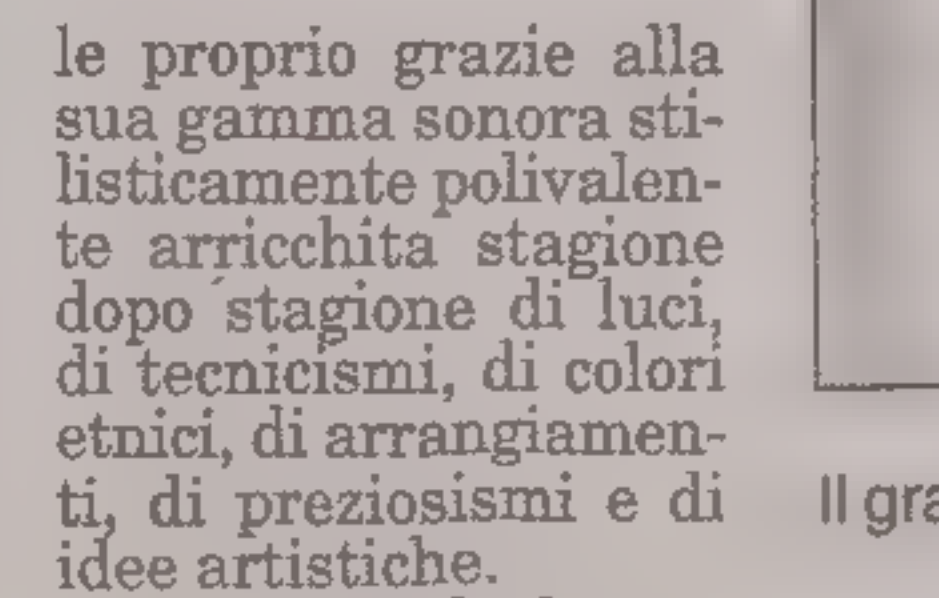 le proprio grazie alla
sua gamma sonora sti-
listicamente polivalen-
te arricchita stagione
dopo stagione di luci,
di tecnicismi, di colori
etnici, di arrangiamen-
ti, di preziosismi e di
idee artistiche.
Il gra